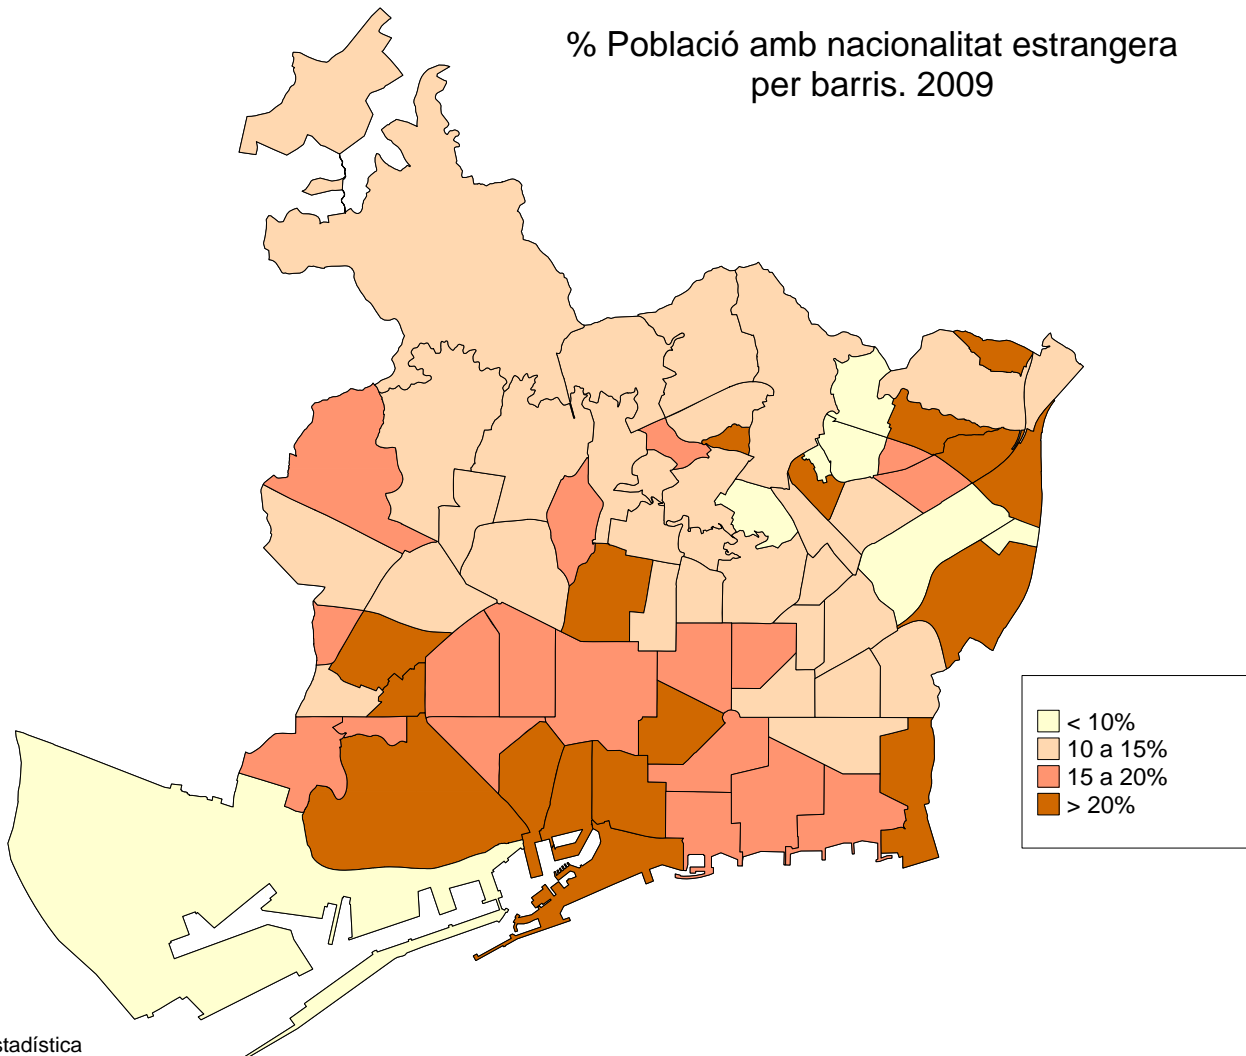 % Població amb nacionalitat estrangera
per barris. 2009
< 10%
10 a 15%
15 a 20%
> 20%
stadística